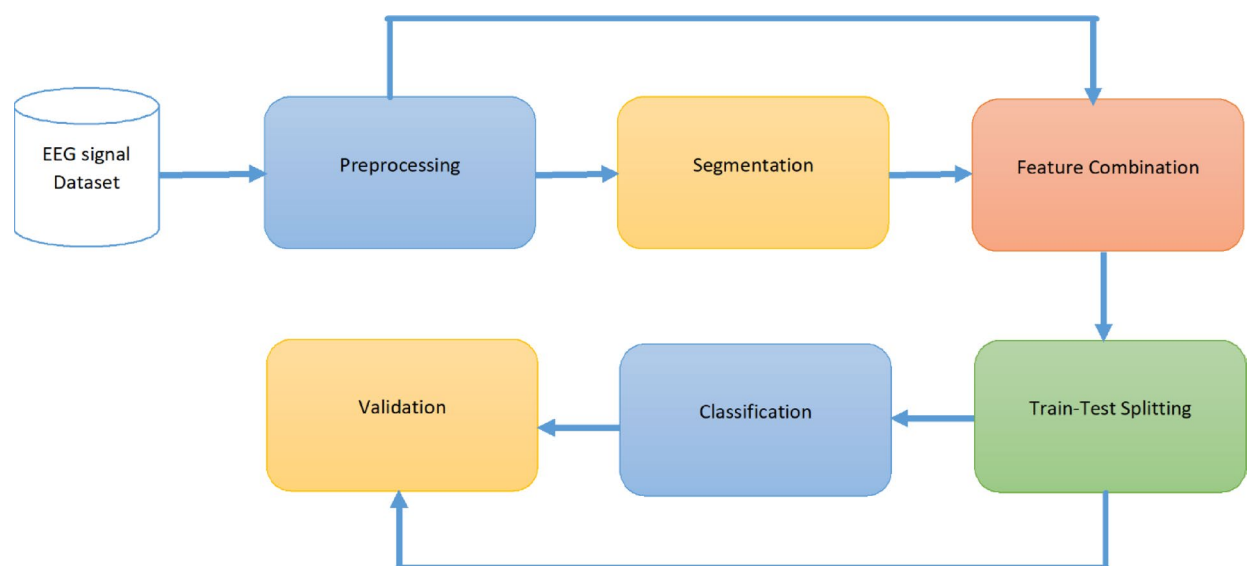 EEG signal
Dataset
Preprocessing
Segmentation
Feature Combination
Validation
Classification
Train-Test Splitting